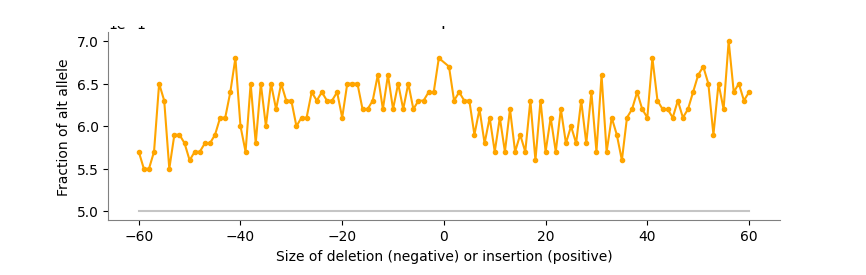 7.0
6.5
6.0
5.5
5.0
Fraction of alt allele
−60 −40 −20 0 20 40 60
Size of deletion (negative) or insertion (positive)